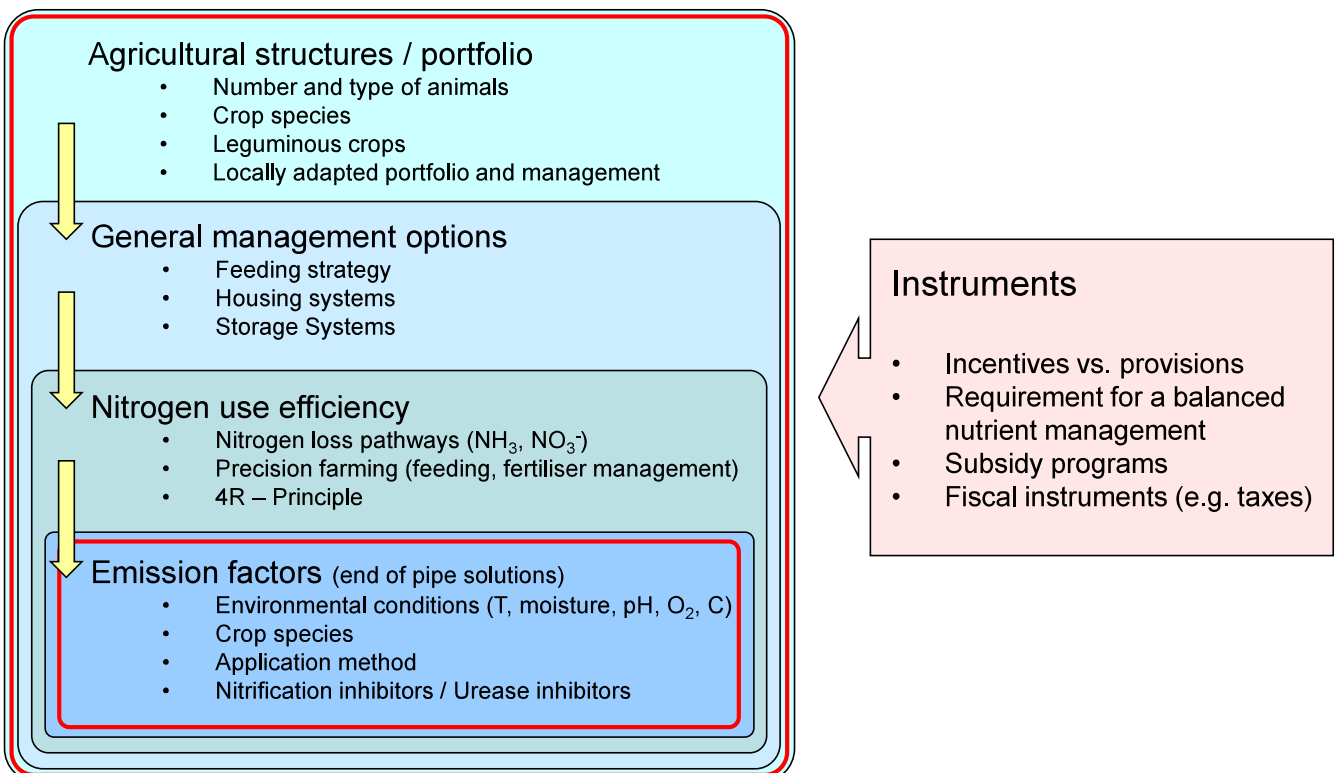 Agricultural structures / portfolio
• Number and type of animals
• Crop species
• Leguminous crops
• Locally adapted portfolio and management
General management options
• Feeding strategy
• Housing systems
• Storage Systems
Nitrogen use efficiency
• Nitrogen loss pathways (NH₃, NO₃⁻)
• Precision farming (feeding, fertiliser management)
• 4R – Principle
Emission factors (end of pipe solutions)
• Environmental conditions (T, moisture, pH, O₂, C)
• Crop species
• Application method
• Nitrification inhibitors / Urease inhibitors
Instruments
• Incentives vs. provisions
• Requirement for a balanced
nutrient management
• Subsidy programs
• Fiscal instruments (e.g. taxes)